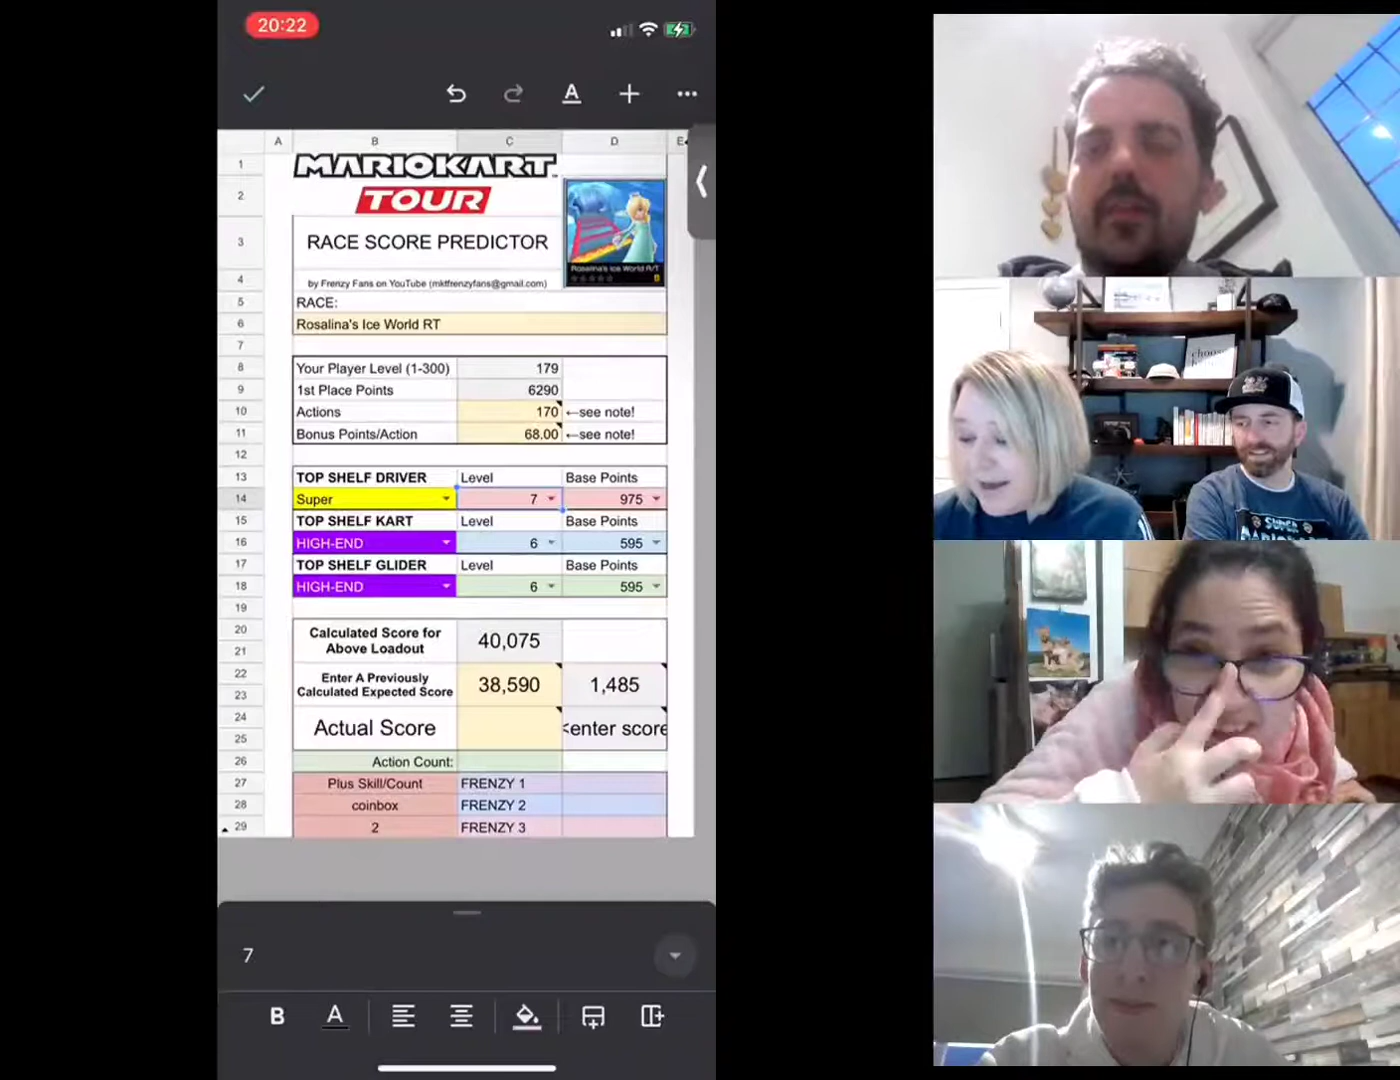 20:22
A
A B C D E
1 MARIOKART
2 TOUR
3 RACE SCORE PREDICTOR
Rosalina's Ice World R/T
4 by Frenzy Fans on YouTube (mktfrenzyfans@gmail.com)
5 RACE:
6 Rosalina's Ice World RT
7
8 Your Player Level (1-300) 179
9 1st Place Points 6290
10 Actions 170 ←see note!
11 Bonus Points/Action 68.00 ←see note!
12
13 TOP SHELF DRIVER Level Base Points
14 Super 7 975
15 TOP SHELF KART Level Base Points
16 HIGH-END 6 595
17 TOP SHELF GLIDER Level Base Points
18 HIGH-END 6 595
19
20 Calculated Score for 40,075
21 Above Loadout
22 Enter A Previously 38,590 1,485
23 Calculated Expected Score
24 Actual Score <enter score
25
26 Action Count:
27 Plus Skill/Count FRENZY 1
28 coinbox FRENZY 2
29 2 FRENZY 3
7
B A
SUPER